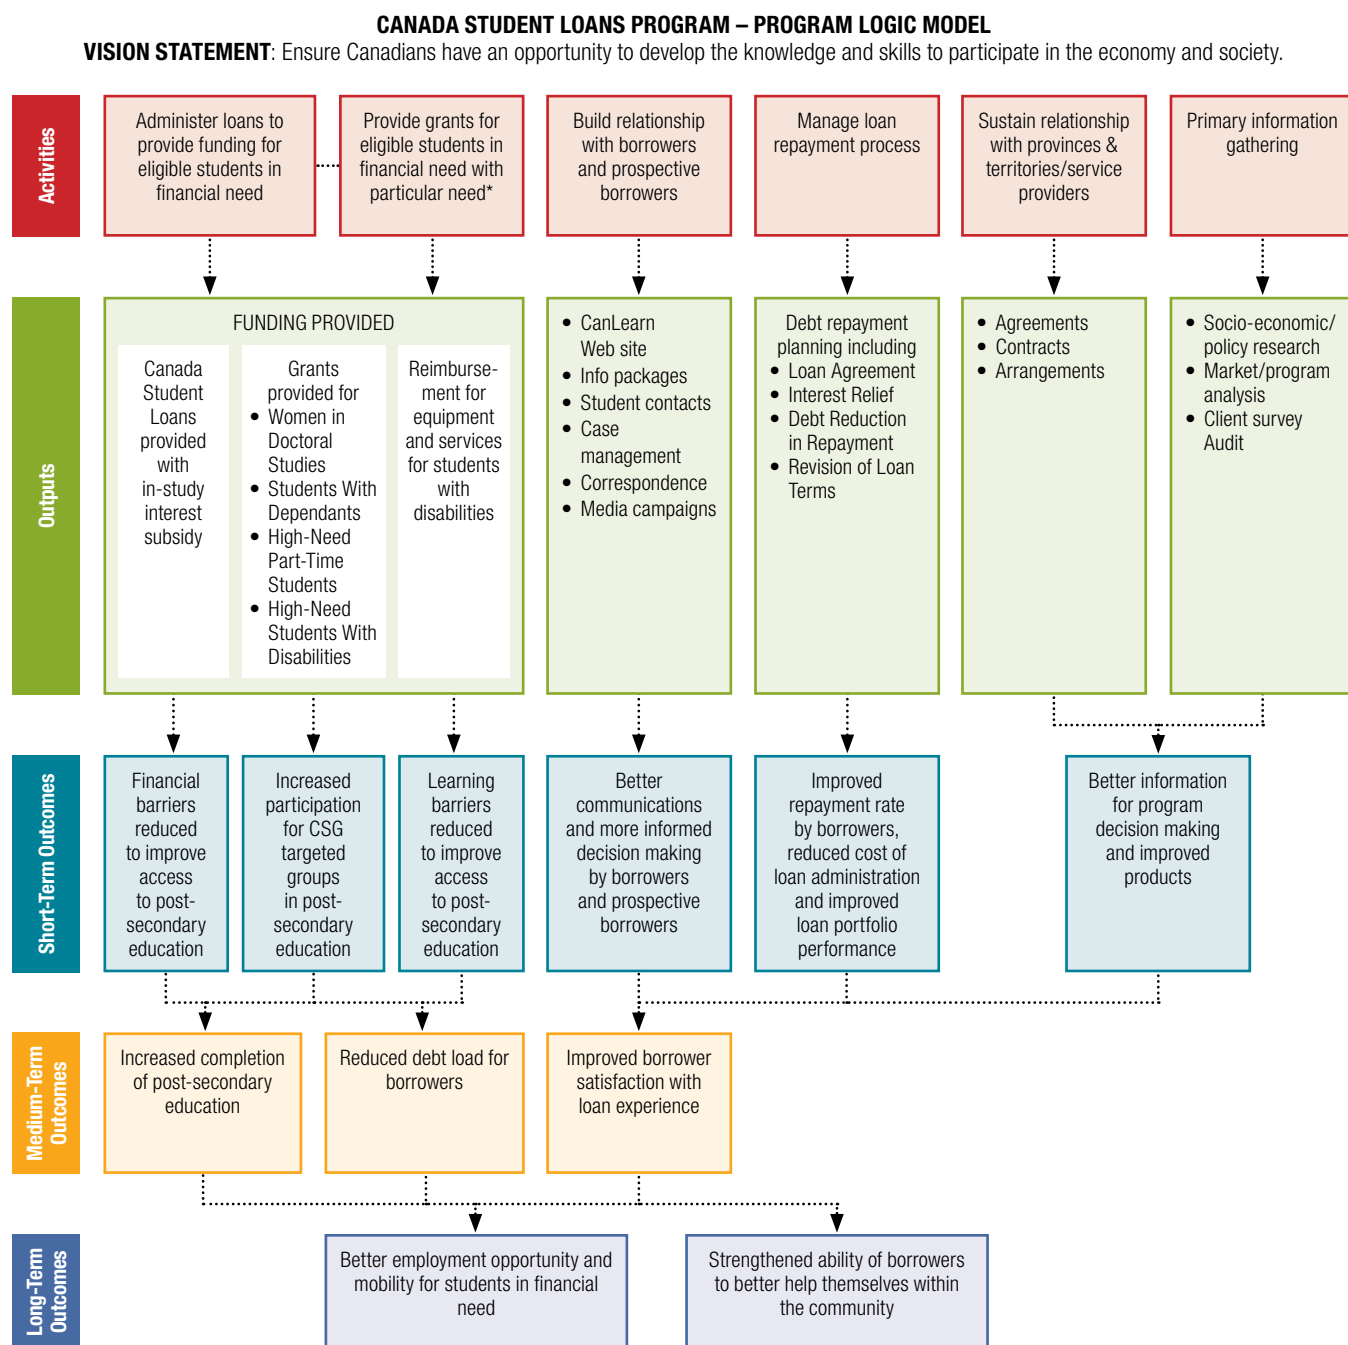 CANADA STUDENT LOANS PROGRAM – PROGRAM LOGIC MODEL
VISION STATEMENT: Ensure Canadians have an opportunity to develop the knowledge and skills to participate in the economy and society.
Activities
Administer loans to
provide funding for
eligible students in
financial need
Provide grants for
eligible students in
financial need with
particular need*
Build relationship
with borrowers
and prospective
borrowers
Manage loan
repayment process
Sustain relationship
with provinces &
territories/service
providers
Primary information
gathering
Outputs
FUNDING PROVIDED
Canada
Student
Loans
provided
with
in-study
interest
subsidy
Grants
provided for
• Women in
Doctoral
Studies
• Students With
Dependants
• High-Need
Part-Time
Students
• High-Need
Students With
Disabilities
Reimburse-
ment for
equipment
and services
for students
with
disabilities
• CanLearn
Web site
• Info packages
• Student contacts
• Case
management
• Correspondence
• Media campaigns
Debt repayment
planning including
• Loan Agreement
• Interest Relief
• Debt Reduction
in Repayment
• Revision of Loan
Terms
• Agreements
• Contracts
• Arrangements
• Socio-economic/
policy research
• Market/program
analysis
• Client survey
Audit
Short-Term Outcomes
Financial
barriers
reduced
to improve
access
to post-
secondary
education
Increased
participation
for CSG
targeted
groups
in post-
secondary
education
Learning
barriers
reduced
to improve
access
to post-
secondary
education
Better
communications
and more informed
decision making
by borrowers
and prospective
borrowers
Improved
repayment rate
by borrowers,
reduced cost of
loan administration
and improved
loan portfolio
performance
Better information
for program
decision making
and improved
products
Medium-Term
Outcomes
Increased completion
of post-secondary
education
Reduced debt load for
borrowers
Improved borrower
satisfaction with
loan experience
Long-Term
Outcomes
Better employment opportunity and
mobility for students in financial
need
Strengthened ability of borrowers
to better help themselves within
the community